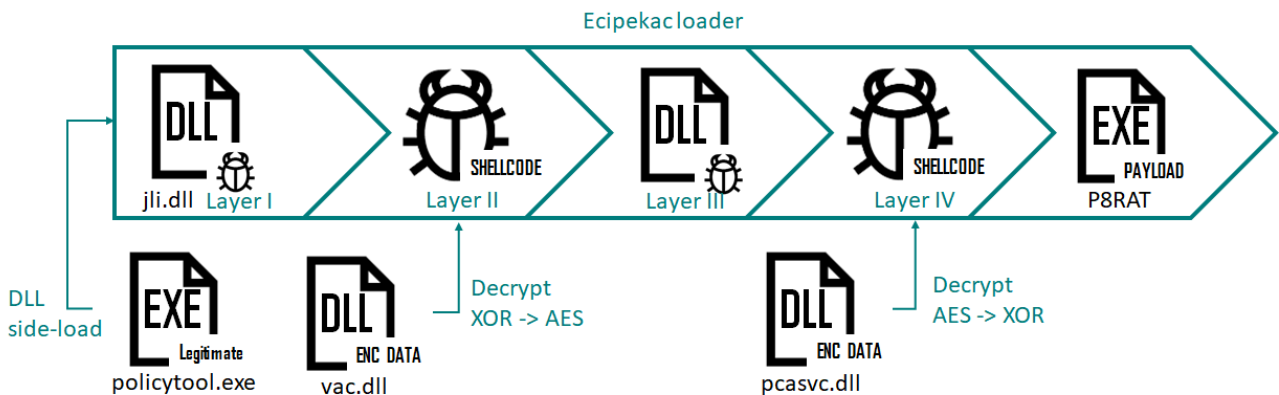 Ecipekac loader
DLL
jli.dll Layer I
SHELLCODE
Layer II
DLL
Layer III
SHELLCODE
Layer IV
EXE
PAYLOAD
P8RAT
DLL
side-load
EXE
Legitimate
policytool.exe
DLL
ENC DATA
vac.dll
Decrypt
XOR -> AES
DLL
ENC DATA
pcasvc.dll
Decrypt
AES -> XOR